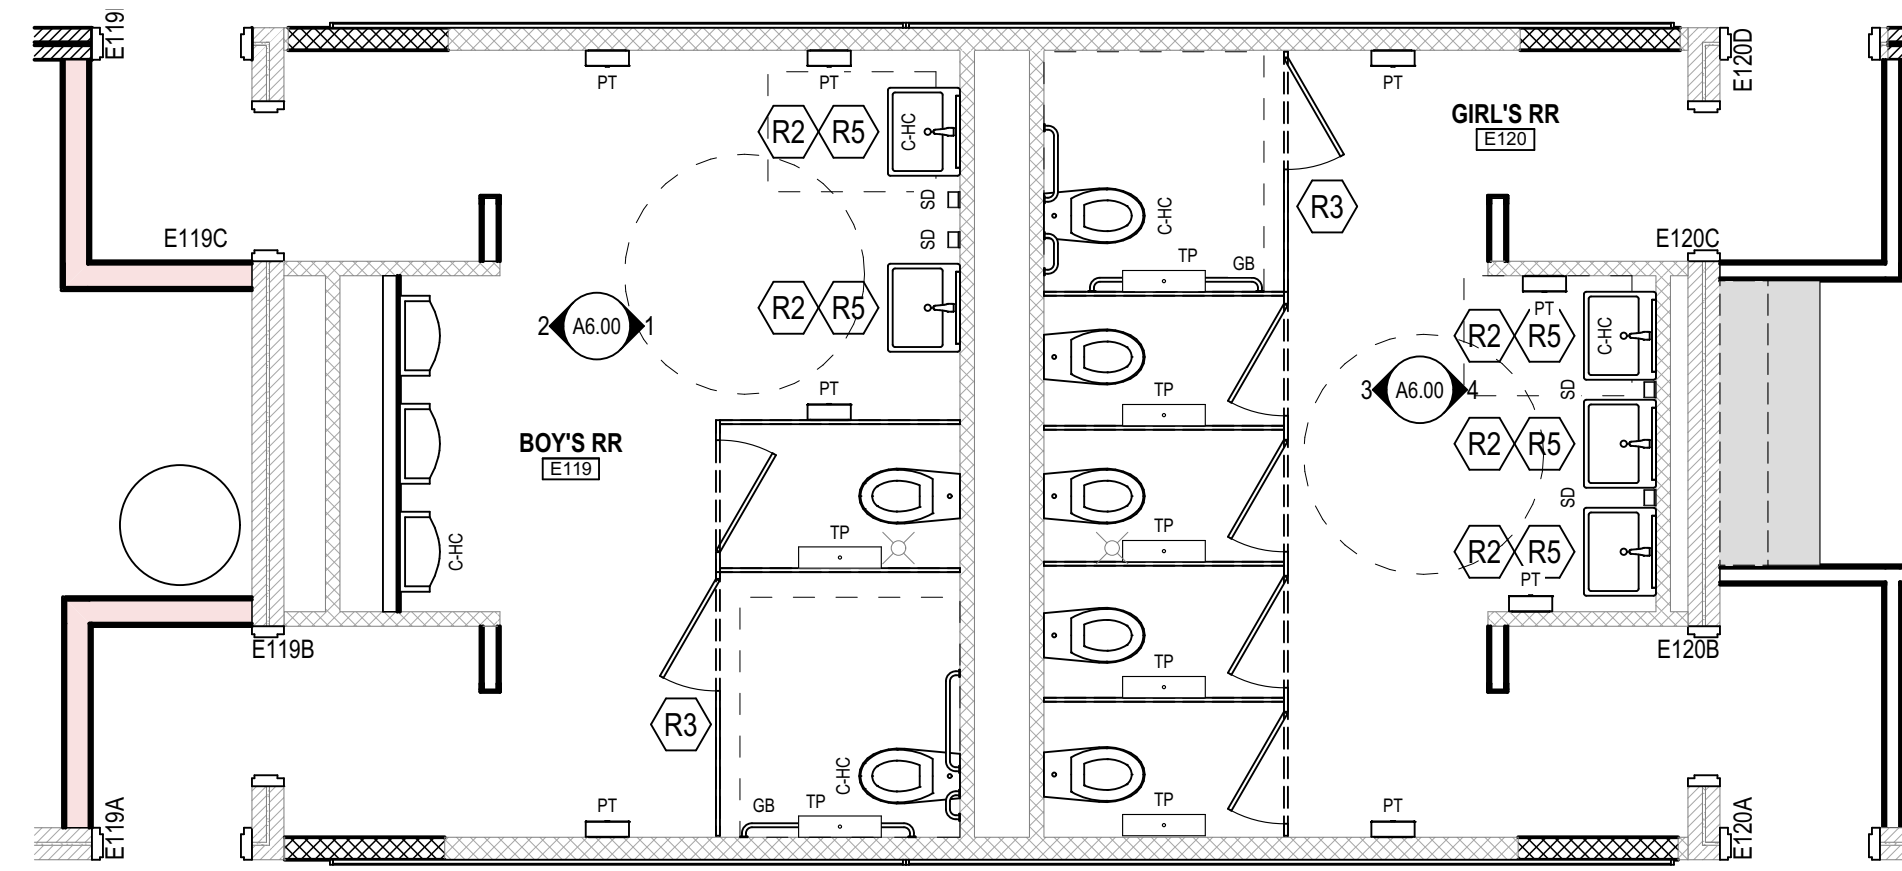 E119
E120D
PT
PT
PT
R2
R5
C-HC
GIRL'S RR
E120
SD
R3
C-HC
E119C
SD
E120C
TP
GB
R2
R5
PT
2
A6.00
1
R2
R5
C-HC
TP
PT
3
A6.00
4
SD
BOY'S RR
E119
R2
R5
SD
C-HC
TP
TP
R2
R5
PT
E119B
E120B
TP
R3
C-HC
GB
TP
PT
TP
PT
E119A
E120A